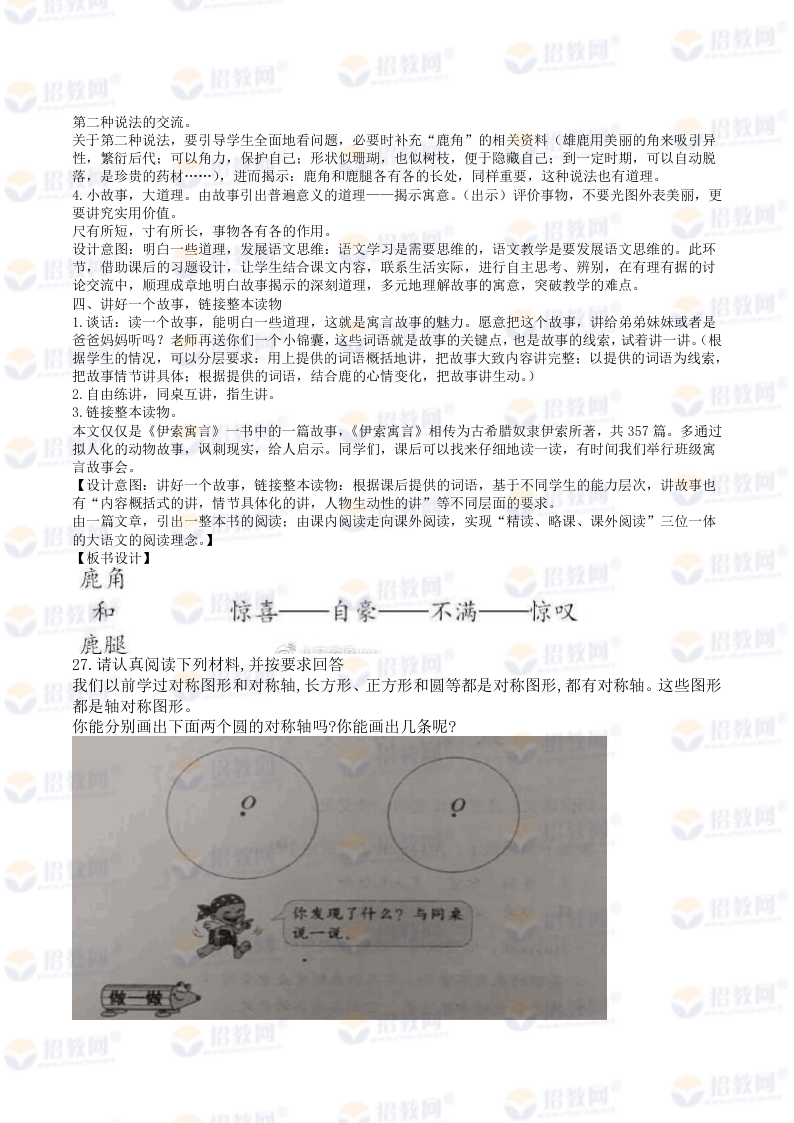 第二种说法的交流。
关于第二种说法，要引导学生全面地看问题，必要时补充“鹿角”的相关资料（雄鹿用美丽的角来吸引异
性，繁衍后代；可以角力，保护自己；形状似珊瑚，也似树枝，便于隐藏自己；到一定时期，可以自动脱
落，是珍贵的药材……），进而揭示：鹿角和鹿腿各有各的长处，同样重要，这种说法也有道理。
4.小故事，大道理。由故事引出普遍意义的道理——揭示寓意。（出示）评价事物，不要光图外表美丽，更
要讲究实用价值。
尺有所短，寸有所长，事物各有各的作用。
设计意图：明白一些道理，发展语文思维：语文学习是需要思维的，语文教学是要发展语文思维的。此环
节，借助课后的习题设计，让学生结合课文内容，联系生活实际，进行自主思考、辨别，在有理有据的讨
论交流中，顺理成章地明白故事揭示的深刻道理，多元地理解故事的寓意，突破教学的难点。
四、讲好一个故事，链接整本读物
1.谈话：读一个故事，能明白一些道理，这就是寓言故事的魅力。愿意把这个故事，讲给弟弟妹妹或者是
爸爸妈妈听吗？老师再送你们一个小锦囊，这些词语就是故事的关键点，也是故事的线索，试着讲一讲。（根
据学生的情况，可以分层要求：用上提供的词语概括地讲，把故事大致内容讲完整；以提供的词语为线索，
把故事情节讲具体；根据提供的词语，结合鹿的心情变化，把故事讲生动。）
2.自由练讲，同桌互讲，指生讲。
3.链接整本读物。
本文仅仅是《伊索寓言》一书中的一篇故事，《伊索寓言》相传为古希腊奴隶伊索所著，共 357 篇。多通过
拟人化的动物故事，讽刺现实，给人启示。同学们，课后可以找来仔细地读一读，有时间我们举行班级寓
言故事会。
【设计意图：讲好一个故事，链接整本读物：根据课后提供的词语，基于不同学生的能力层次，讲故事也
有“内容概括式的讲，情节具体化的讲，人物生动性的讲”等不同层面的要求。
由一篇文章，引出一整本书的阅读；由课内阅读走向课外阅读，实现“精读、略课、课外阅读”三位一体
的大语文的阅读理念。】
【板书设计】
鹿角
和 惊喜——自豪——不满——惊叹
鹿腿
27.请认真阅读下列材料,并按要求回答
我们以前学过对称图形和对称轴,长方形、正方形和圆等都是对称图形,都有对称轴。这些图形
都是轴对称图形。
你能分别画出下面两个圆的对称轴吗?你能画出几条呢?
O O
你发现了什么？与同桌
说一说。
做一做
招教网